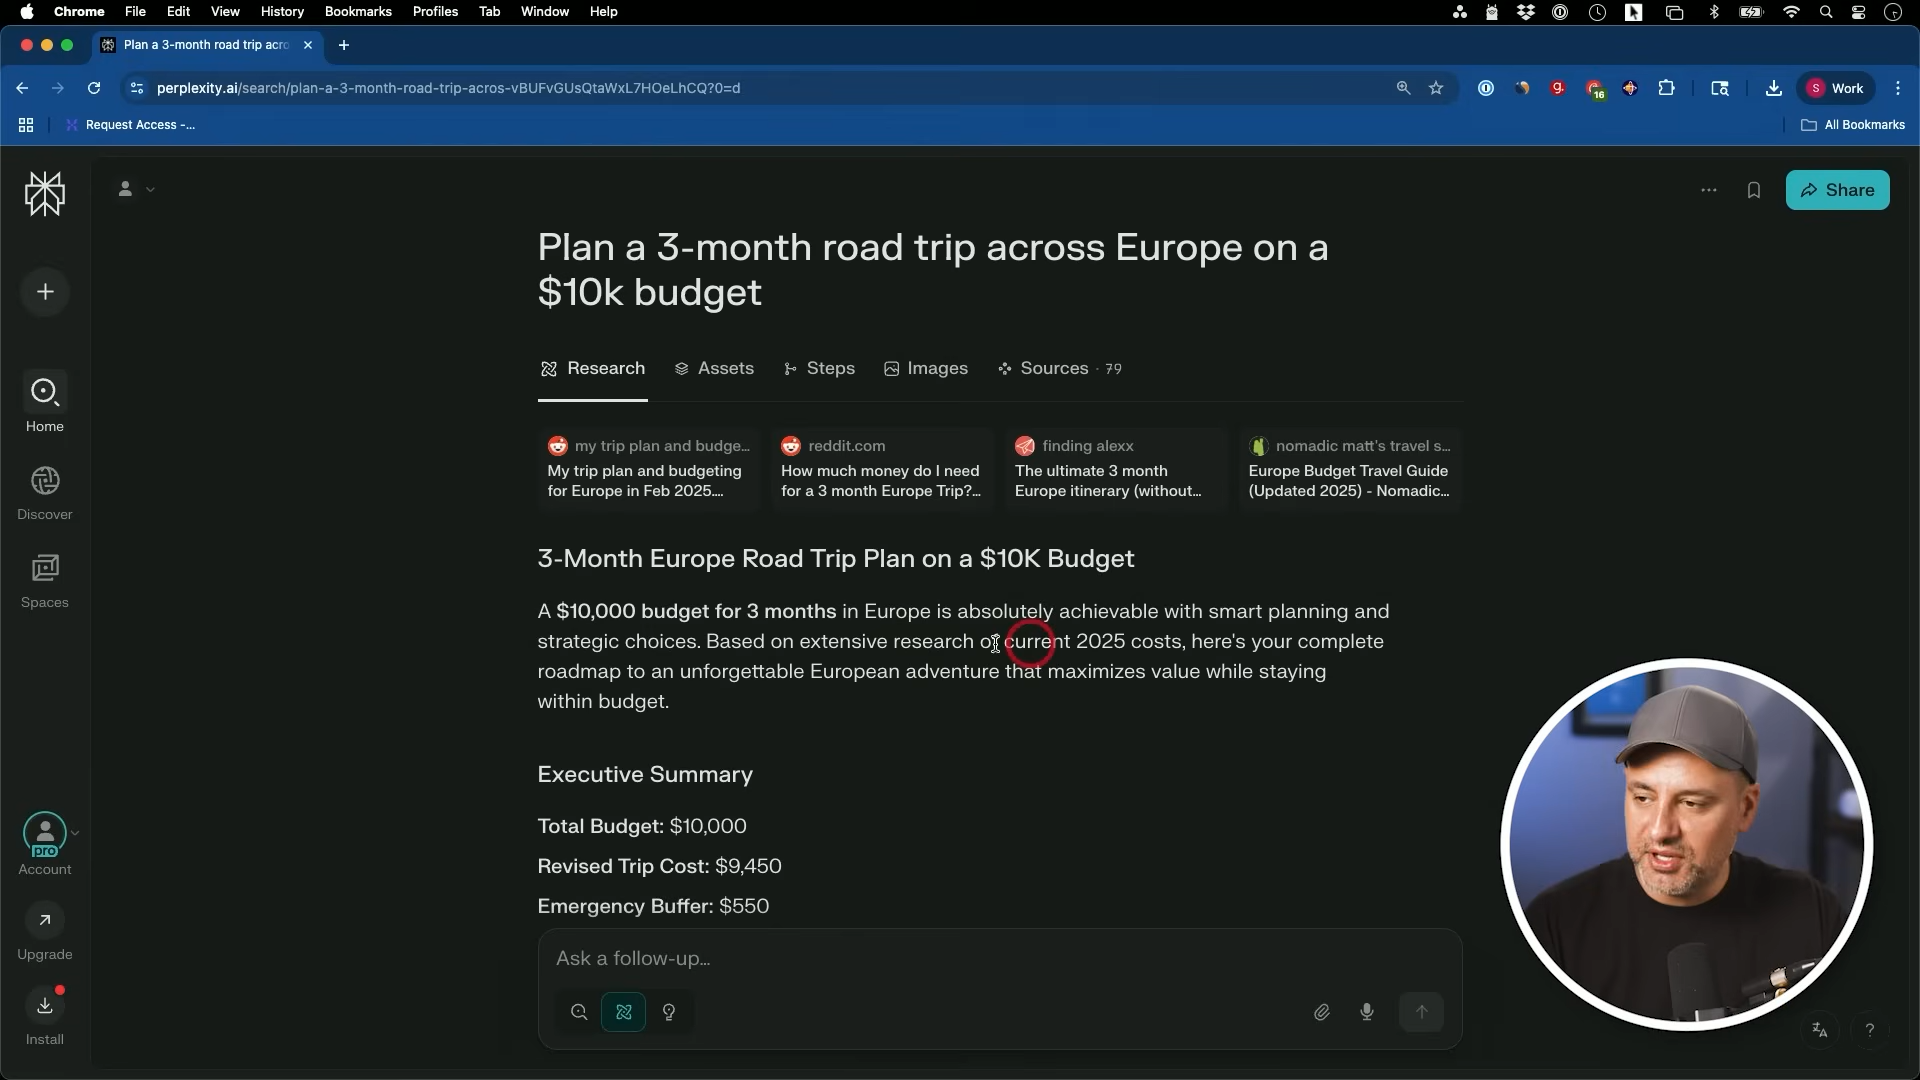 Chrome File Edit View History Bookmarks Profiles Tab Window Help
Plan a 3-month road trip acro
perplexity.ai/search/plan-a-3-month-road-trip-acros-vBUFvGUsQtaWxL7HOeLhCQ?0=d
16
S Work
Request Access -...
All Bookmarks
Share
Plan a 3-month road trip across Europe on a
$10k budget
Research Assets Steps Images Sources · 79
my trip plan and budge...
My trip plan and budgeting
for Europe in Feb 2025....
reddit.com
How much money do I need
for a 3 month Europe Trip?...
finding alexx
The ultimate 3 month
Europe itinerary (without...
nomadic matt's travel s...
Europe Budget Travel Guide
(Updated 2025) - Nomadic...
Home
Discover
Spaces
3-Month Europe Road Trip Plan on a $10K Budget
A $10,000 budget for 3 months in Europe is absolutely achievable with smart planning and
strategic choices. Based on extensive research of current 2025 costs, here's your complete
roadmap to an unforgettable European adventure that maximizes value while staying
within budget.
Executive Summary
Total Budget: $10,000
Revised Trip Cost: $9,450
Emergency Buffer: $550
pro
Account
Upgrade
Install
Ask a follow-up...